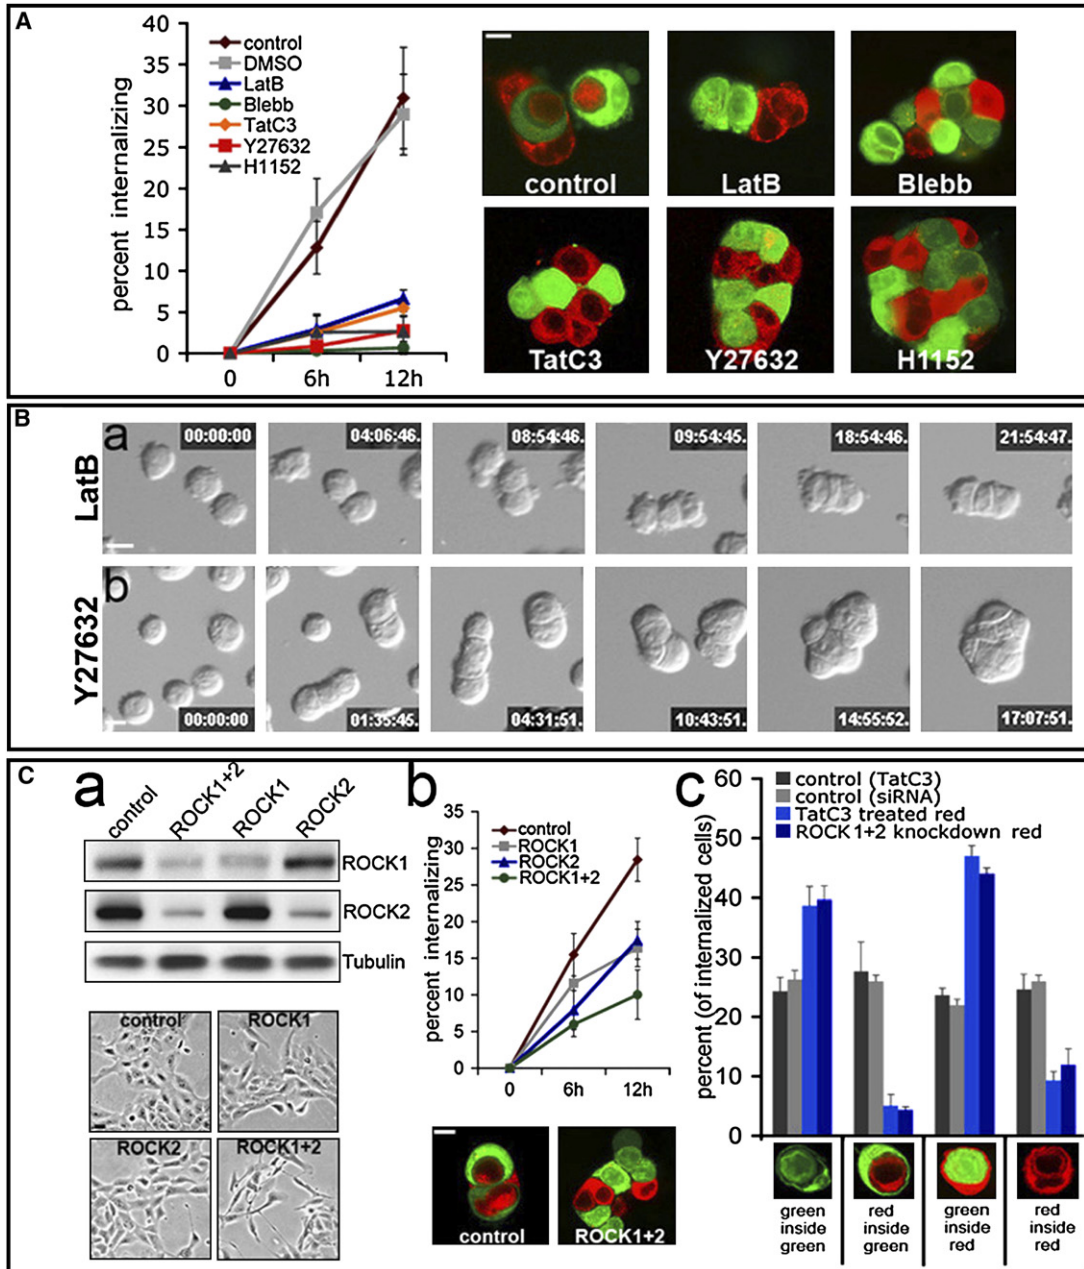 A
40
35
30
25
20
15
10
5
0
percent internalizing
control
DMSO
LatB
Blebb
TatC3
Y27632
H1152
0 6h 12h
control LatB Blebb
TatC3 Y27632 H1152
B
a
LatB
00:00:00 04:06:46. 08:54:46. 09:54:45. 18:54:46. 21:54:47.
b
Y27632
00:00:00 01:35:45. 04:31:51. 10:43:51. 14:55:52. 17:07:51.
C
a
control ROCK1+2 ROCK1 ROCK2
ROCK1
ROCK2
Tubulin
control ROCK1
ROCK2 ROCK1+2
b
35
30
25
20
15
10
5
0
percent internalizing
control
ROCK1
ROCK2
ROCK1+2
0 6h 12h
control ROCK1+2
c
60
50
40
30
20
10
0
percent (of internalized cells)
control (TatC3)
control (siRNA)
TatC3 treated red
ROCK1+2 knockdown red
green inside green
red inside green
green inside red
red inside red